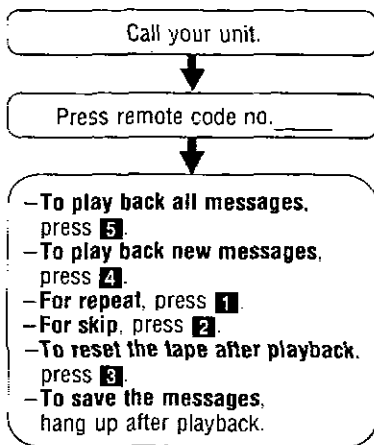 Call your unit.
Press remote code no.____
–To play back all messages,
press 5.
–To play back new messages,
press 4.
–For repeat, press 1.
–For skip, press 2.
–To reset the tape after playback,
press 3.
–To save the messages,
hang up after playback.